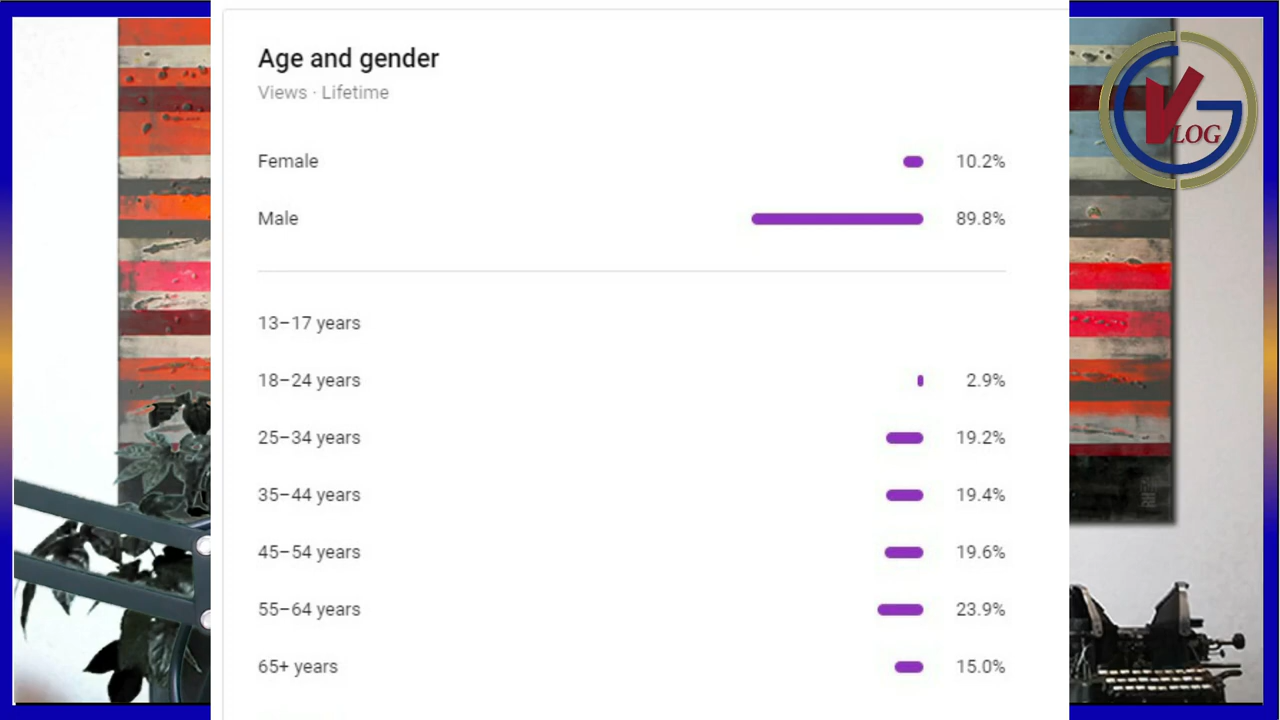 Age and gender
Views · Lifetime
Female 10.2%
Male 89.8%
13–17 years
18–24 years 2.9%
25–34 years 19.2%
35–44 years 19.4%
45–54 years 19.6%
55–64 years 23.9%
65+ years 15.0%
VLOG